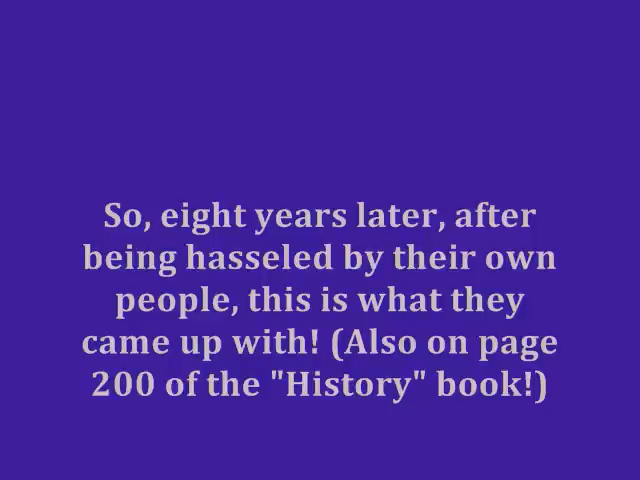 So, eight years later, after
being hasseled by their own
people, this is what they
came up with! (Also on page
200 of the "History" book!)